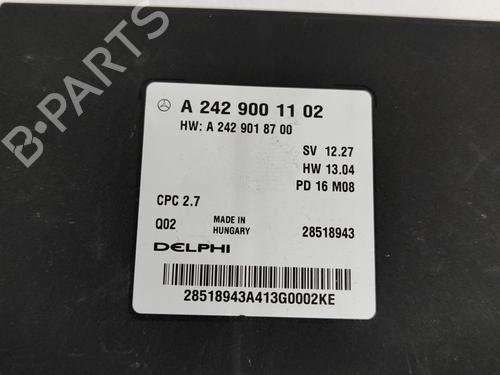 A 242 900 11 02
HW: A 242 901 87 00
SV 12.27
HW 13.04
PD 16 M08
CPC 2.7
Q02
MADE IN
HUNGARY
28518943
DELPHI
28518943A413G0002KE
B-PARTS